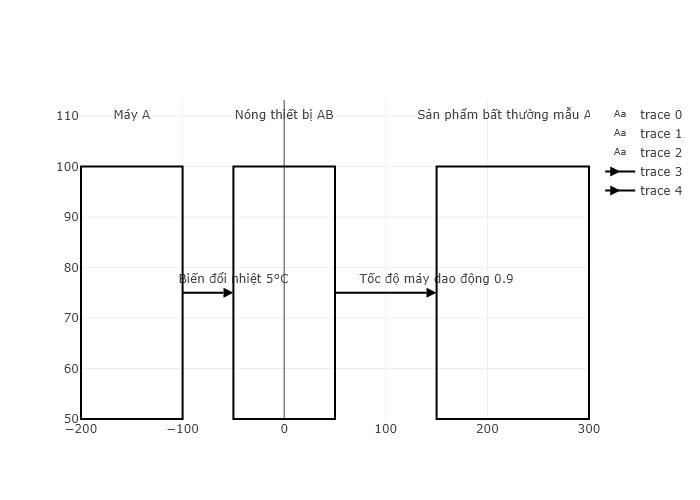 110
Máy A
Nóng thiết bị AB
Sản phẩm bất thường mẫu A
Aa trace 0
Aa trace 1
Aa trace 2
trace 3
trace 4
100
90
80
Biến đổi nhiệt 5°C
Tốc độ máy dao động 0.9
70
60
50
−200
−100
0
100
200
300